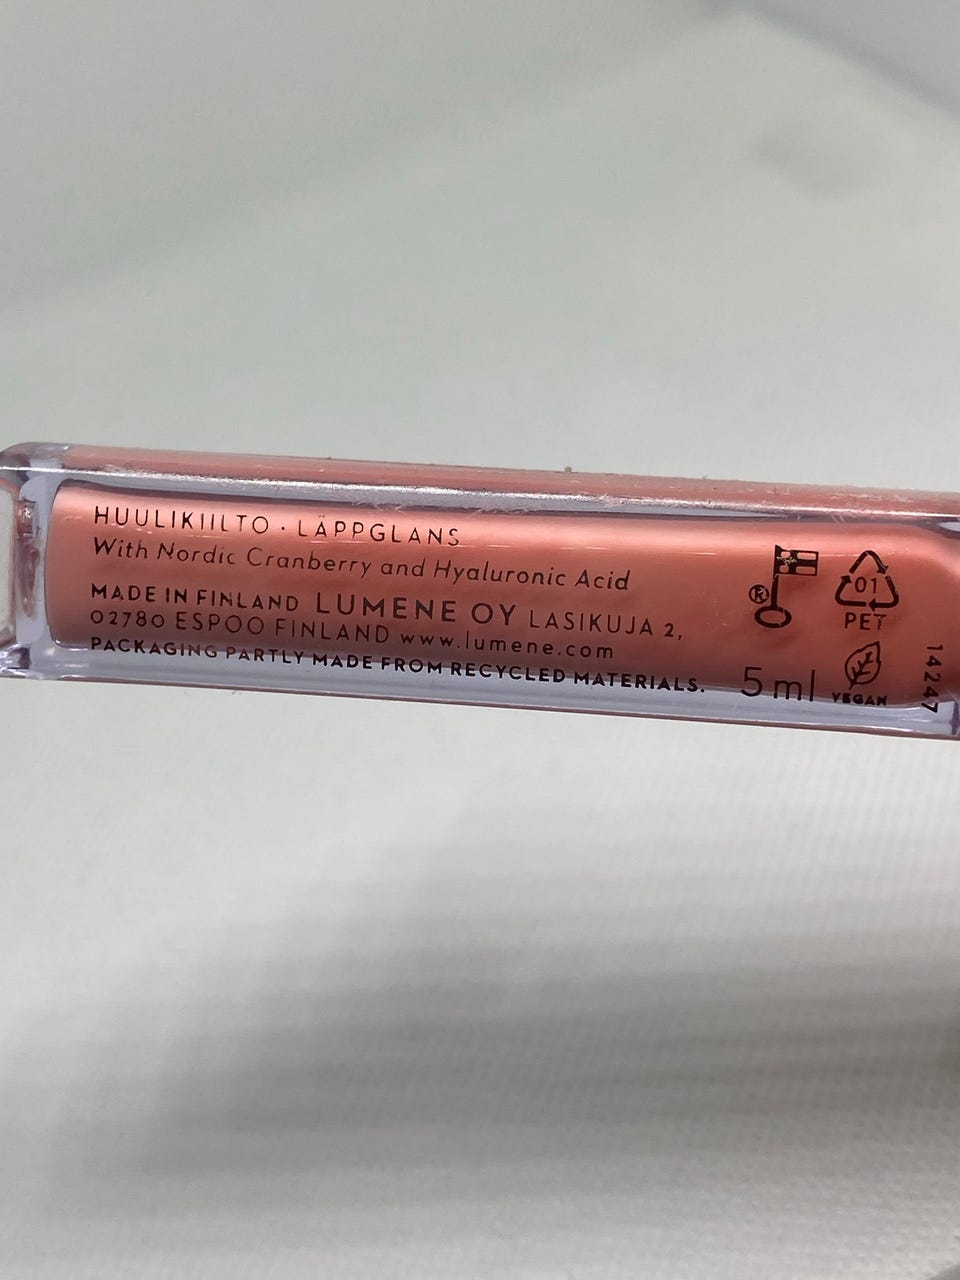 HUULIKIILTO · LÄPPGLANS
With Nordic Cranberry and Hyaluronic Acid
MADE IN FINLAND LUMENE OY LASIKUJA 2,
02780 ESPOO FINLAND www.lumene.com
PACKAGING PARTLY MADE FROM RECYCLED MATERIALS.
5 ml
®
01
PET
VEGAN
14247